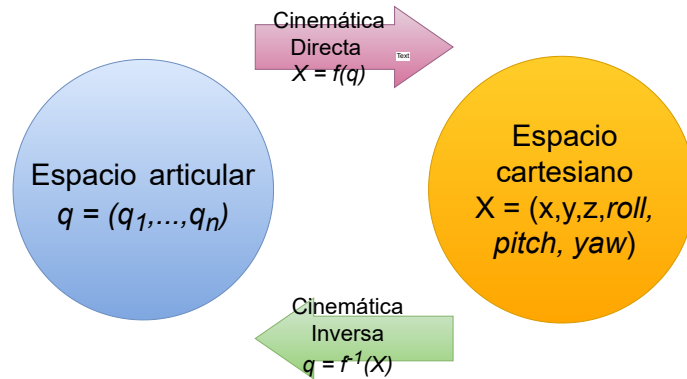 Cinemática
Directa
X = f(q)
Text
Espacio articular
q = (q₁,...,qₙ)
Espacio
cartesiano
X = (x,y,z,roll,
pitch, yaw)
Cinemática
Inversa
q = f⁻¹(X)